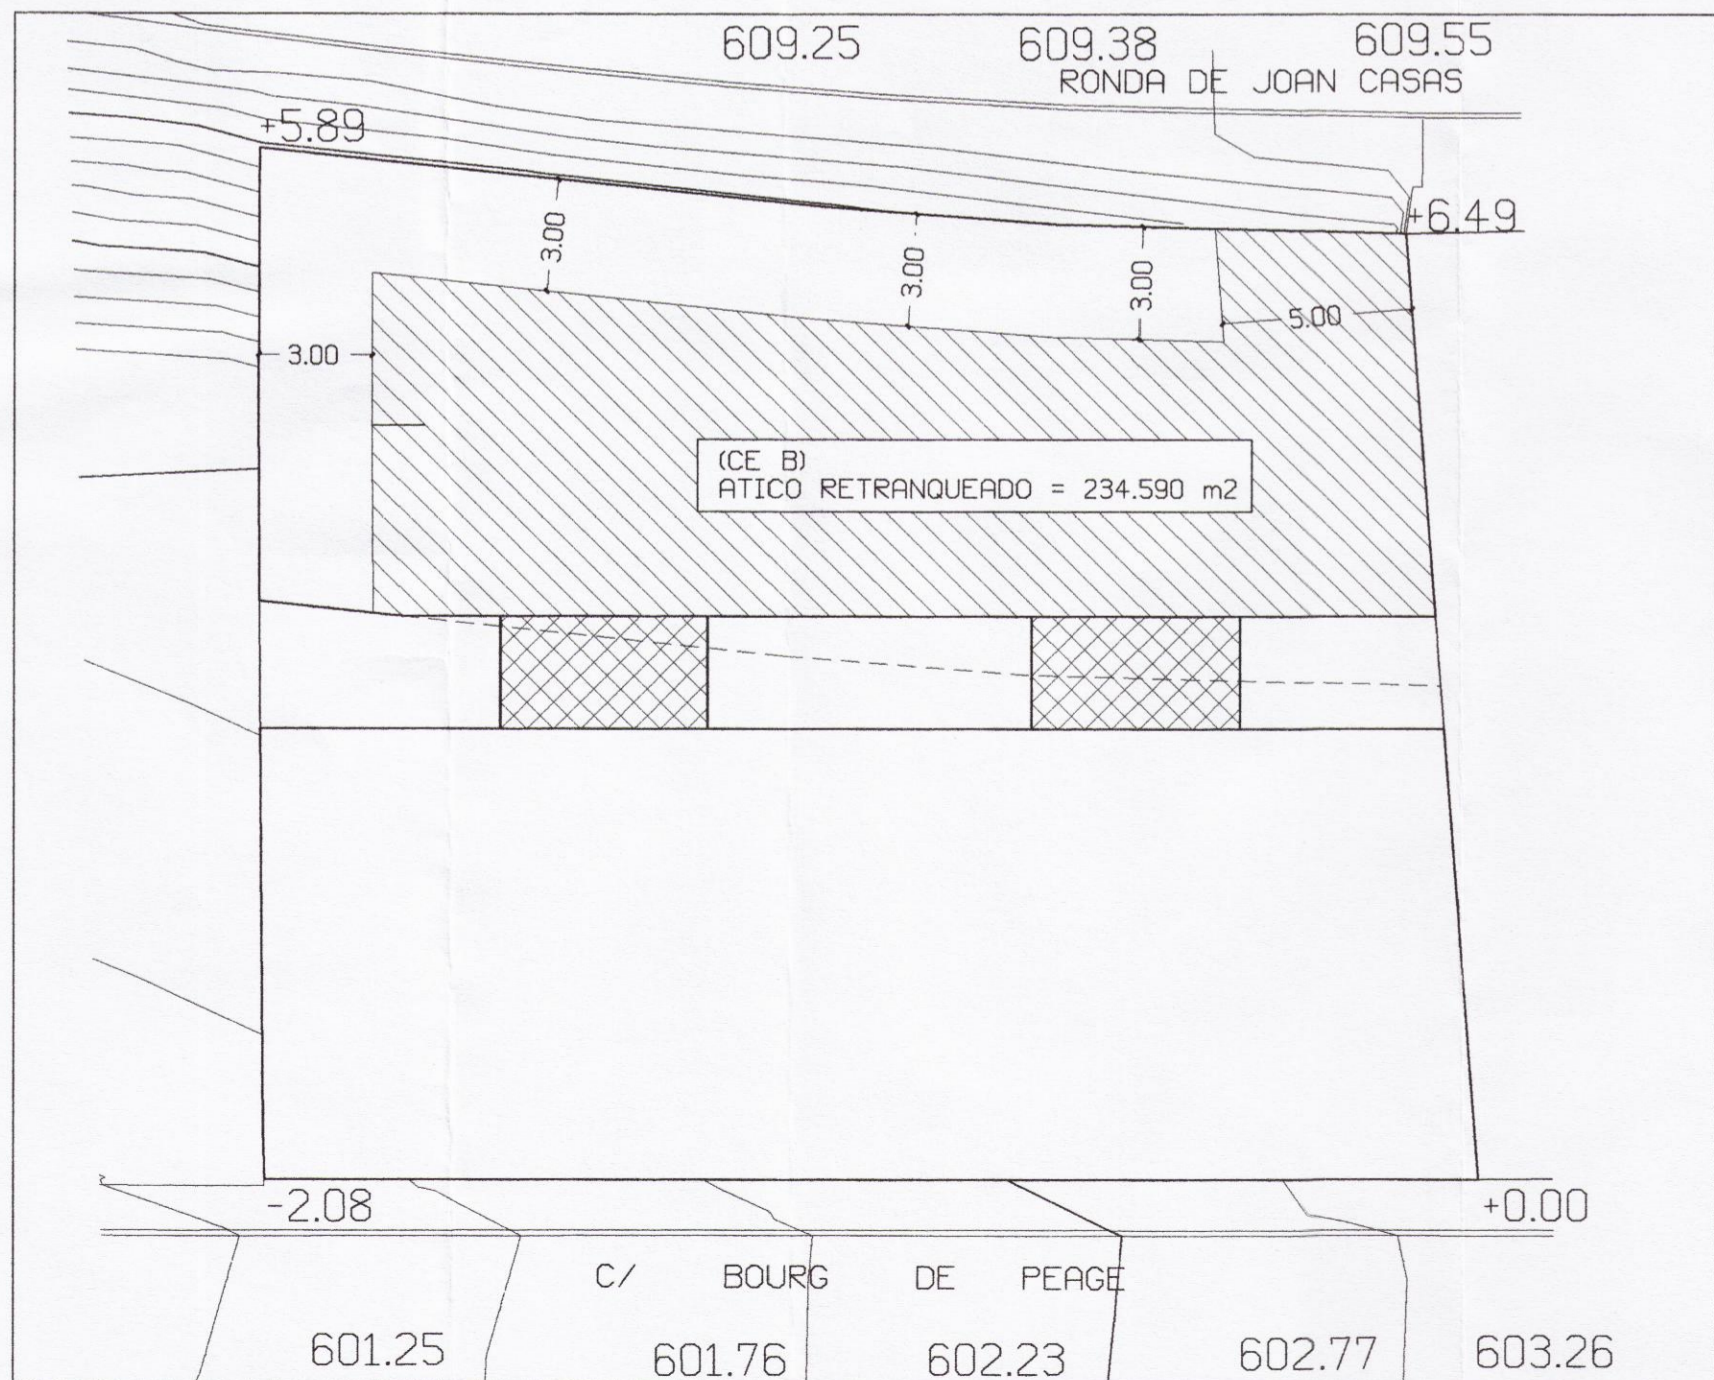 609.25 609.38 609.55
RONDA DE JOAN CASAS
+5.89
+6.49
3.00
3.00
3.00
5.00
3.00
(CE B)
ATICO RETRANQUEADO = 234.590 m2
-2.08
+0.00
C/ BOURG DE PEAGE
601.25 601.76 602.23 602.77 603.26